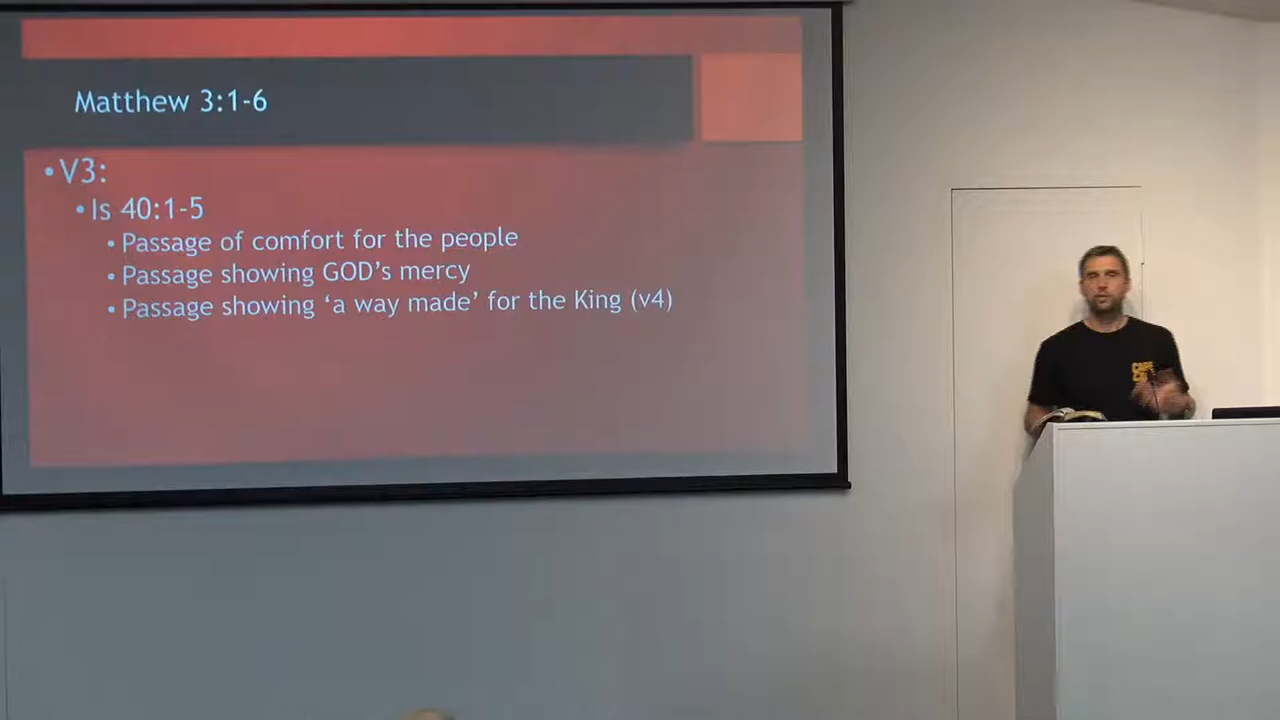 Matthew 3:1-6
• V3:
• Is 40:1-5
• Passage of comfort for the people
• Passage showing GOD's mercy
• Passage showing ‘a way made’ for the King (v4)